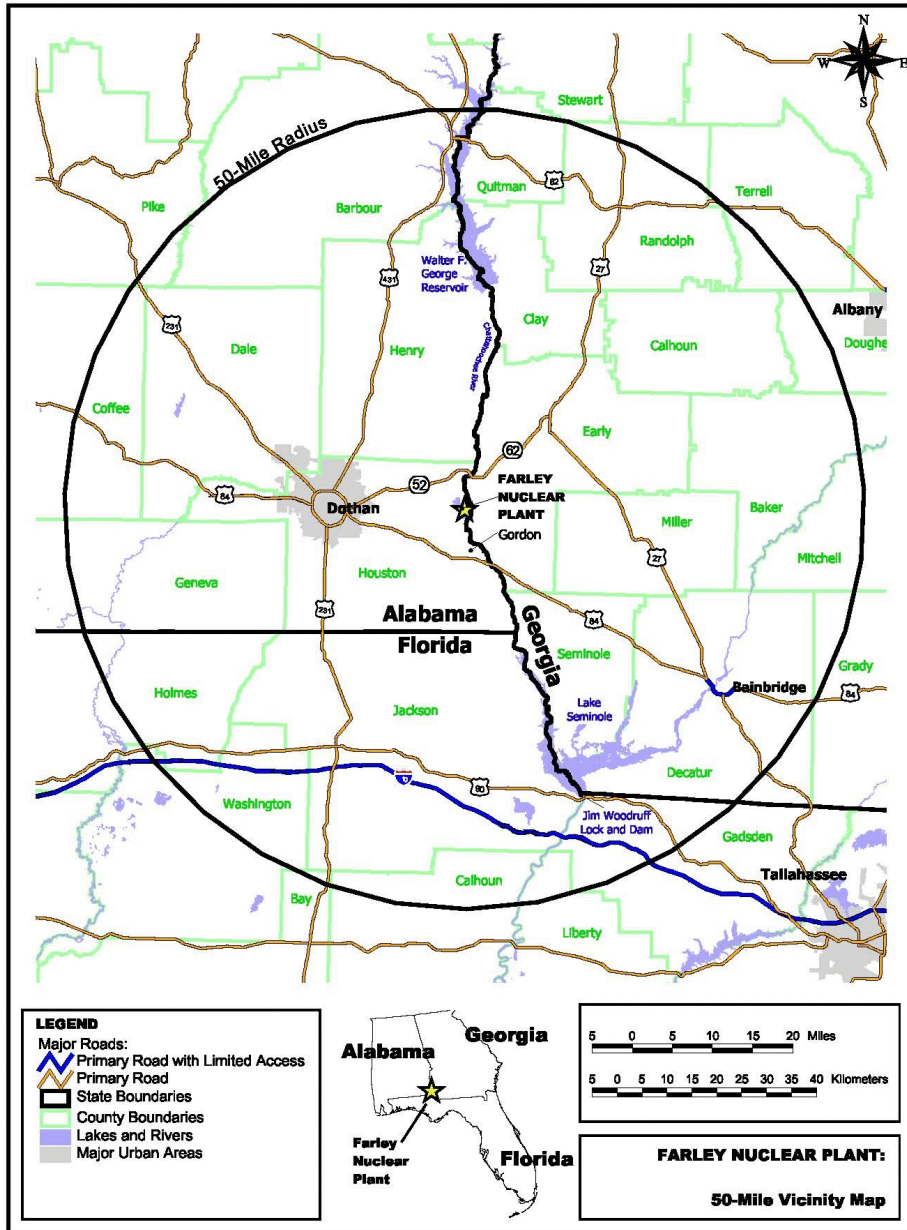 N
W
E
S
50-Mile Radius
Stewart
Quitman
82
Terrell
Pike
Barbour
Randolph
Walter F.
George
Reservoir
27
431
Albany
231
Clay
Dale
Henry
Calhoun
Doughe
Chattahoochee River
Coffee
Early
62
52
FARLEY
NUCLEAR
PLANT
84
Dothan
Baker
Miller
Gordon
Mitchell
27
Geneva
Houston
231
Alabama
Florida
Georgia
84
Seminole
Grady
Bainbridge
84
Holmes
Jackson
Lake
Seminole
Decatur
90
Washington
Jim Woodruff
Lock and Dam
Gadsden
Tallahassee
Calhoun
Bay
Liberty
LEGEND
Major Roads:
Primary Road with Limited Access
Primary Road
State Boundaries
County Boundaries
Lakes and Rivers
Major Urban Areas
Georgia
Alabama
Farley
Nuclear
Plant
Florida
5 0 5 10 15 20 Miles
5 0 5 10 15 20 25 30 35 40 Kilometers
FARLEY NUCLEAR PLANT:
50-Mile Vicinity Map